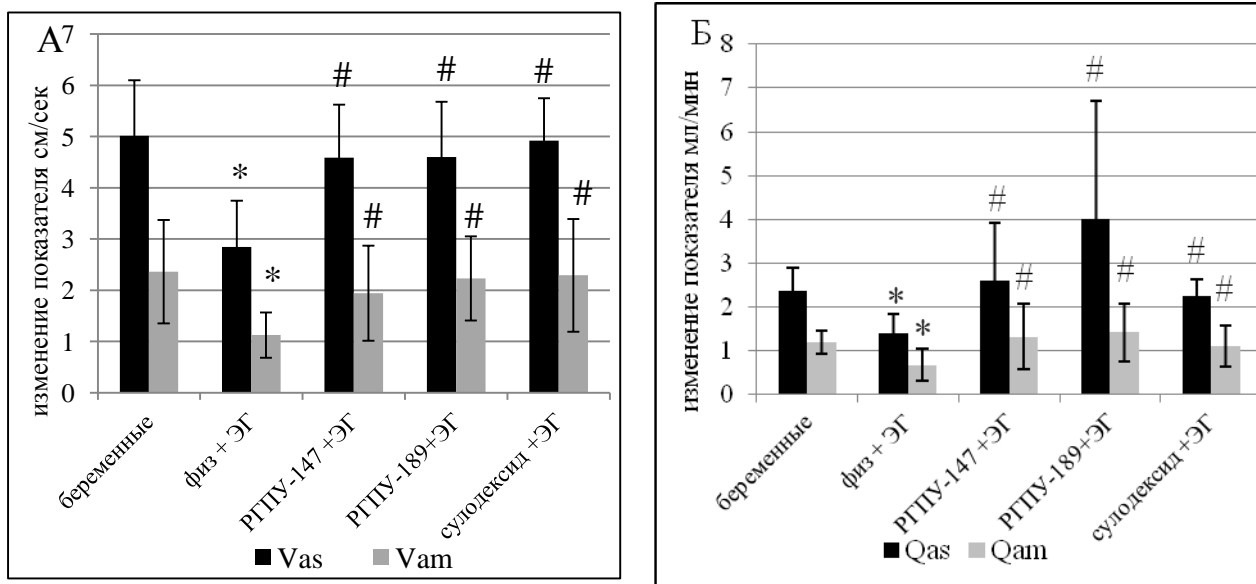 А
изменение показателя см/сек
7
6
5
4
3
2
1
0
*
*
#
#
#
#
#
#
беременные
физ + ЭГ
РГПУ-147 +ЭГ
РГПУ-189+ЭГ
сулодексид +ЭГ
Vas Vam
Б
изменение показателя мл/мин
8
7
6
5
4
3
2
1
0
*
*
#
#
#
#
#
#
беременные
физ + ЭГ
РГПУ-147 +ЭГ
РГПУ-189+ЭГ
сулодексид +ЭГ
Qas Qam